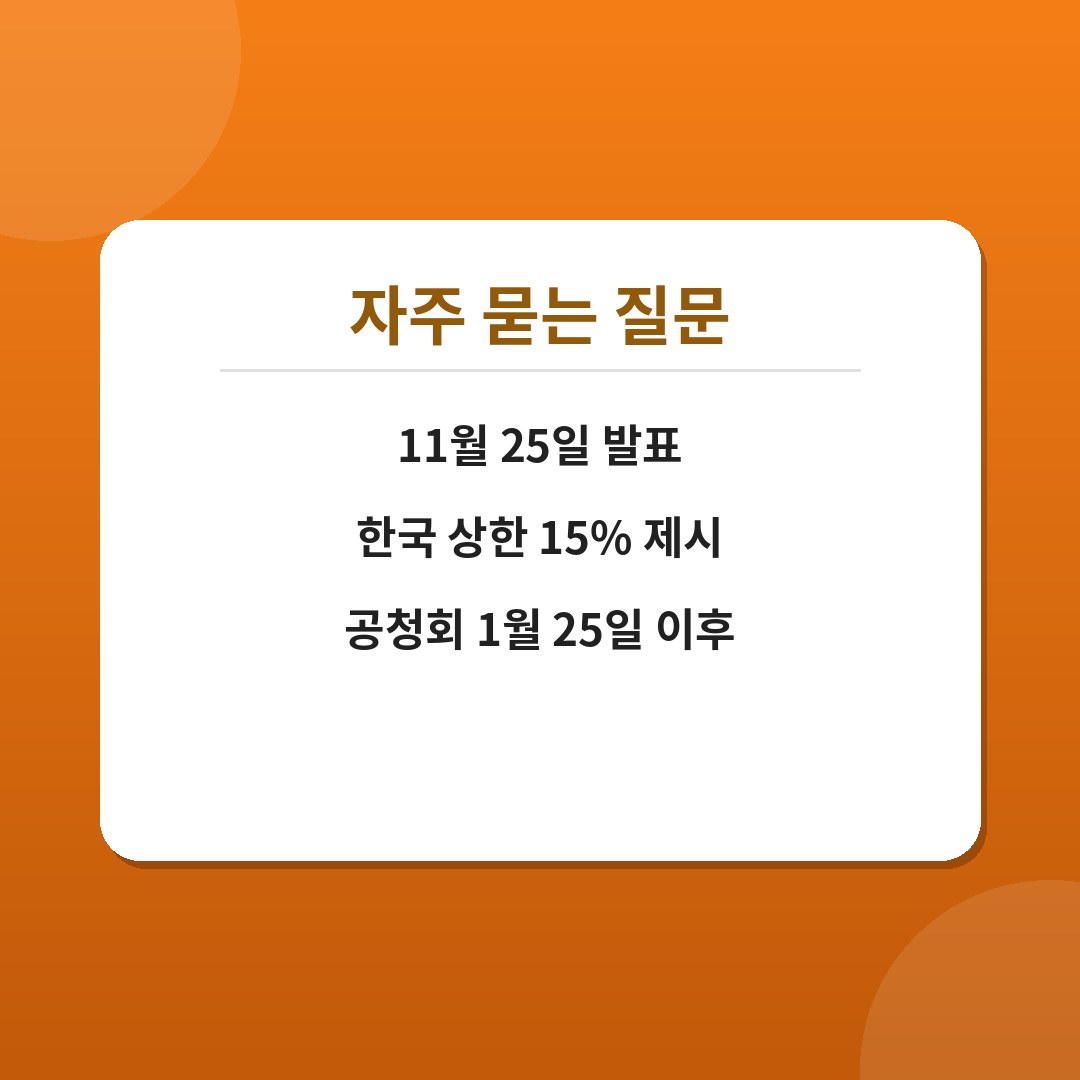 자주 묻는 질문
11월 25일 발표
한국 상한 15% 제시
공청회 1월 25일 이후